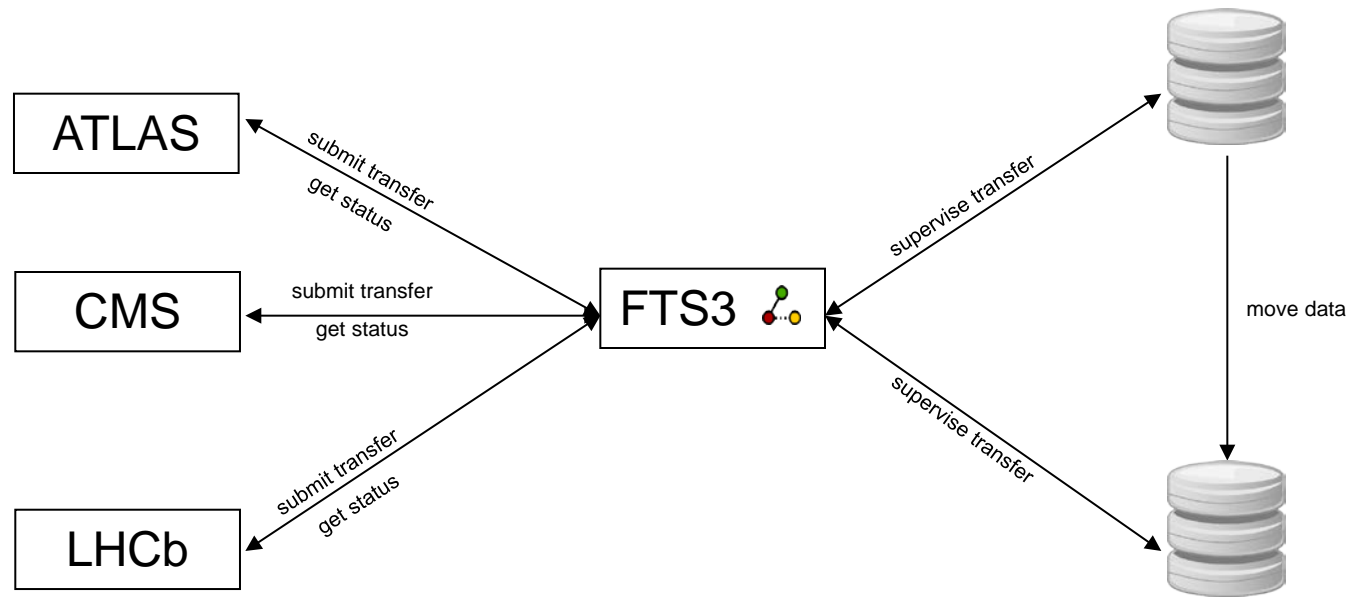 ATLAS
submit transfer
get status
CMS
submit transfer
get status
LHCb
submit transfer
get status
FTS3
supervise transfer
supervise transfer
move data